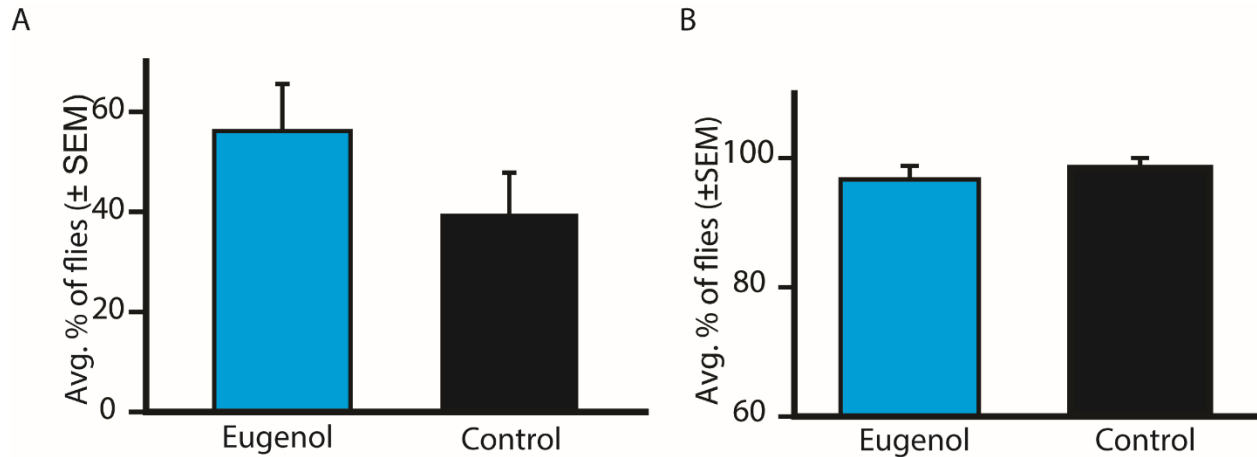 A
Avg. % of flies (± SEM)
60
40
20
0
Eugenol Control
B
Avg. % of flies (±SEM)
100
80
60
Eugenol Control